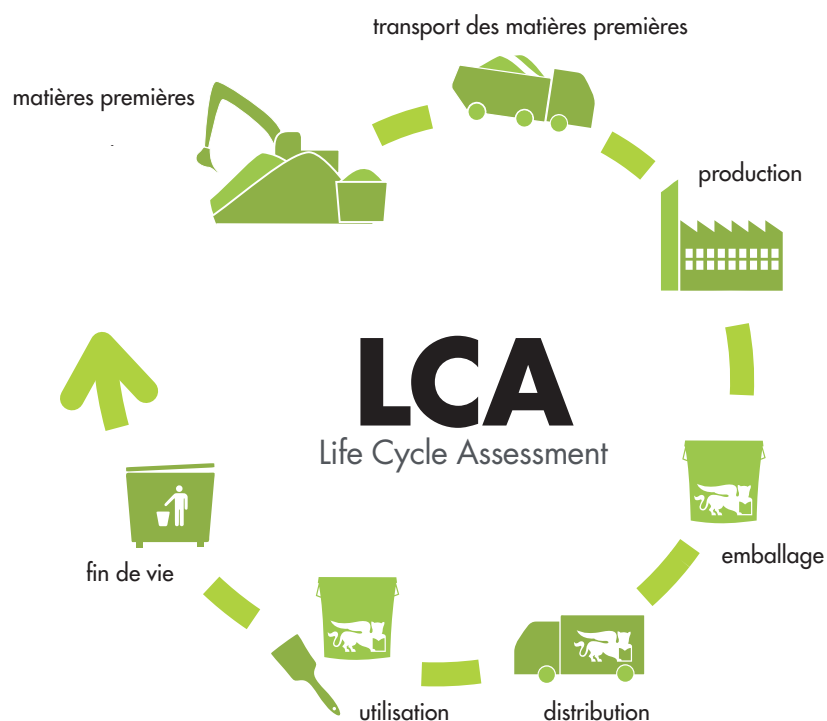 transport des matières premières
matières premières
production
LCA
Life Cycle Assessment
emballage
fin de vie
utilisation
distribution